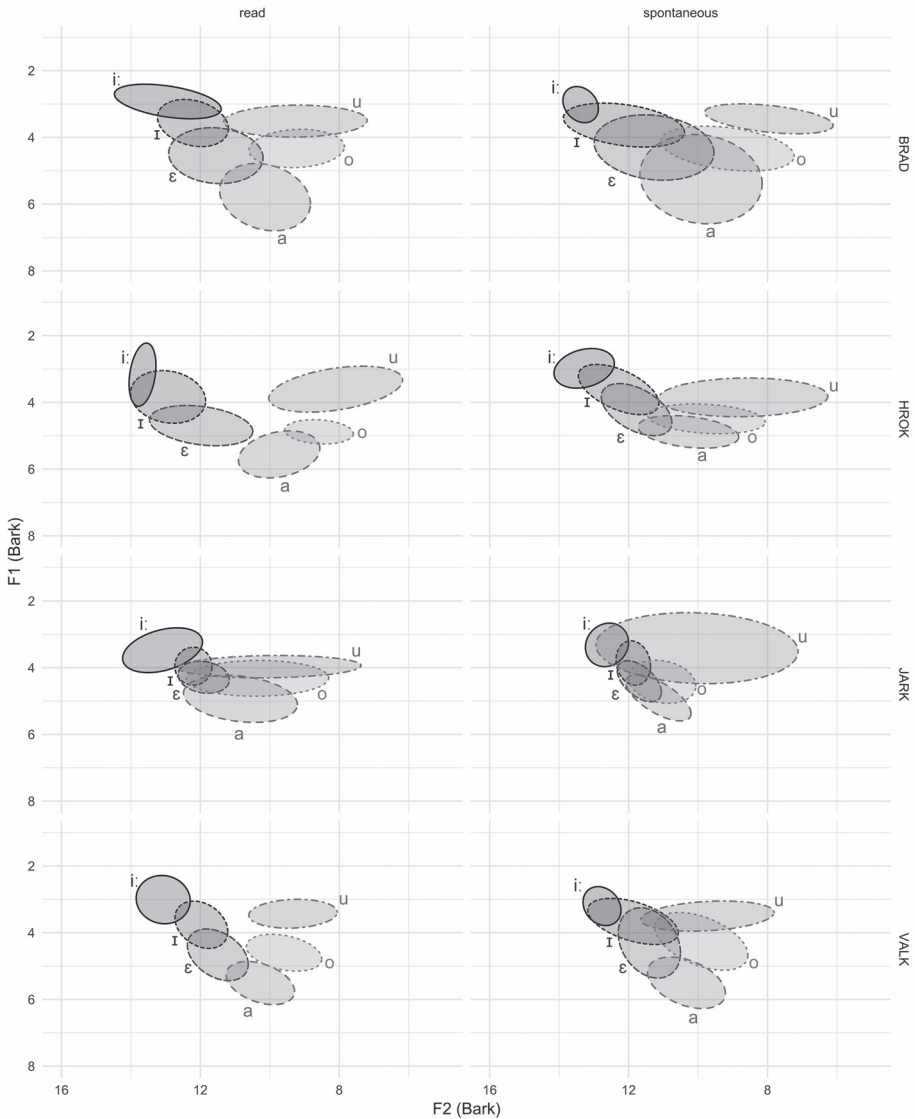 read
spontaneous
2
4
6
8
i:
ɪ
ɛ
a
o
u
i:
ɪ
ɛ
a
o
u
BRAD
2
4
6
8
i:
ɪ
ɛ
a
o
u
i:
ɪ
ɛ
a
o
u
HROK
F1 (Bark)
2
4
6
8
i:
ɪ
ɛ
a
o
u
i:
ɪ
ɛ
a
o
u
JARK
2
4
6
8
i:
ɪ
ɛ
a
o
u
i:
ɪ
ɛ
a
o
u
VALK
16 12 8
16 12 8
F2 (Bark)